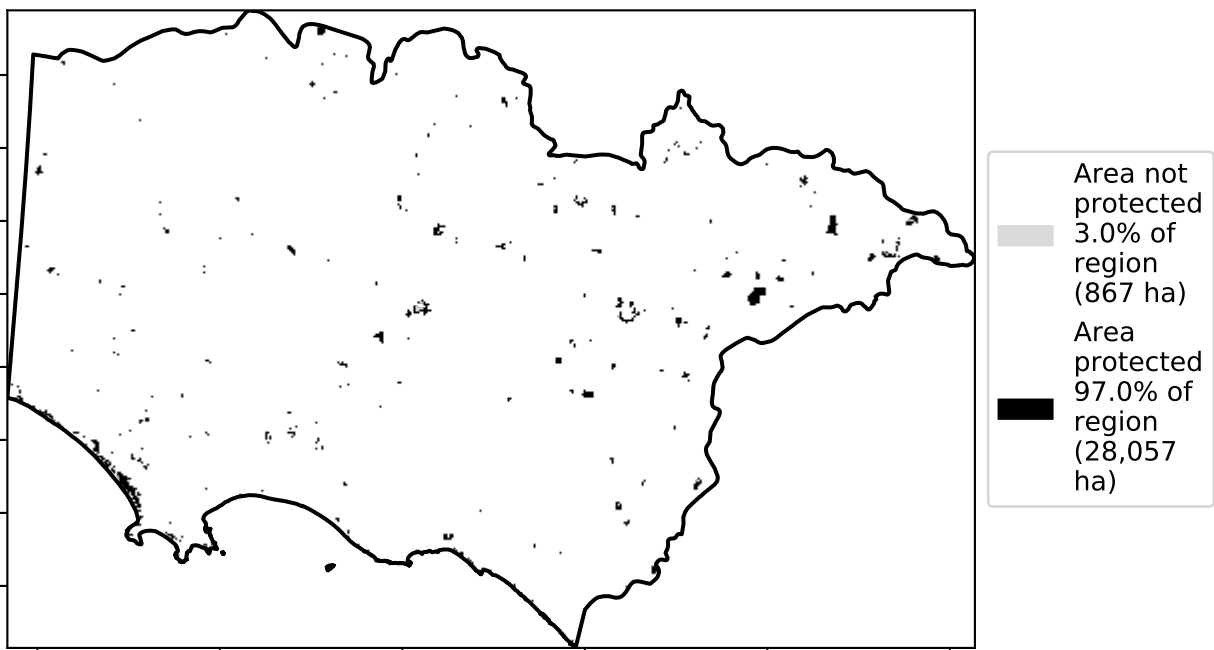 Area not
protected
3.0% of
region
(867 ha)
Area
protected
97.0% of
region
(28,057
ha)